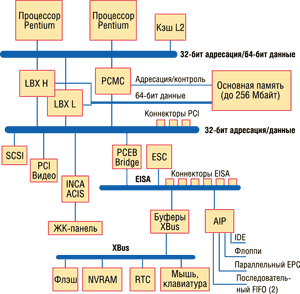 Процессор Pentium
Процессор Pentium
Кэш L2
32-бит адресация/64-бит данные
LBX H
PCMC
Адресация/контроль
Основная память (до 256 Мбайт)
64-бит данные
LBX L
Коннекторы PCI
32-бит адресация/данные
SCSI
PCI Видео
INCA ACIS
PCEB Bridge
ESC
Коннекторы EISA
EISA
ЖК-панель
Буферы XBus
AIP
IDE
Флоппи
Параллельный EPC
Последователь-
ный FIFO (2)
XBus
Флэш
NVRAM
RTC
Мышь, клавиатура